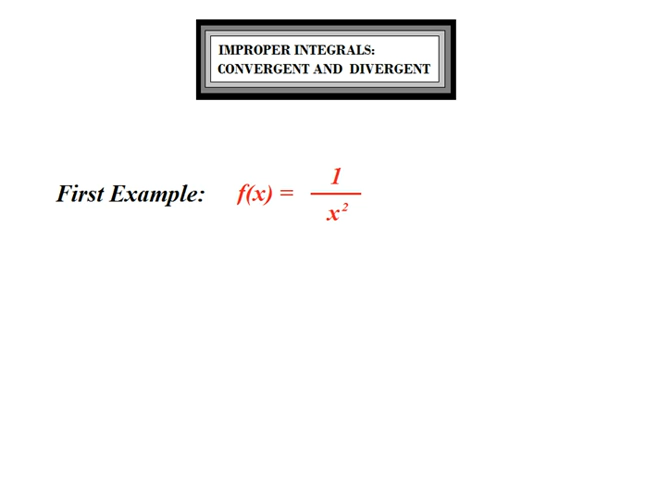 IMPROPER INTEGRALS:
CONVERGENT AND DIVERGENT
First Example: f(x) = 1 / x²